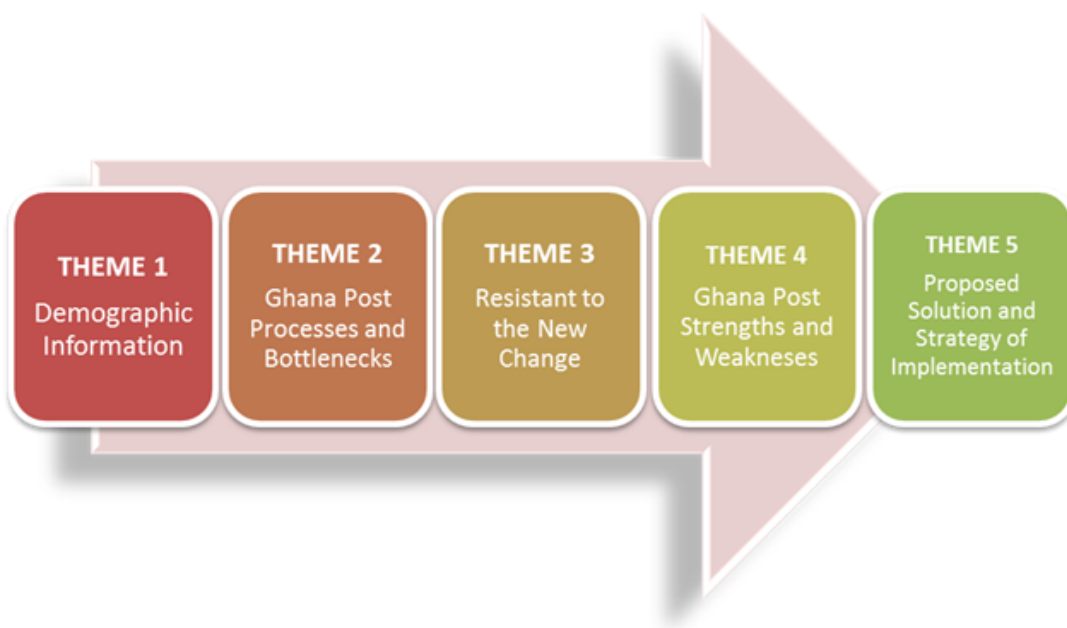 THEME 1
Demographic
Information
THEME 2
Ghana Post
Processes and
Bottlenecks
THEME 3
Resistant to
the New
Change
THEME 4
Ghana Post
Strengths and
Weakneses
THEME 5
Proposed
Solution and
Strategy of
Implementation